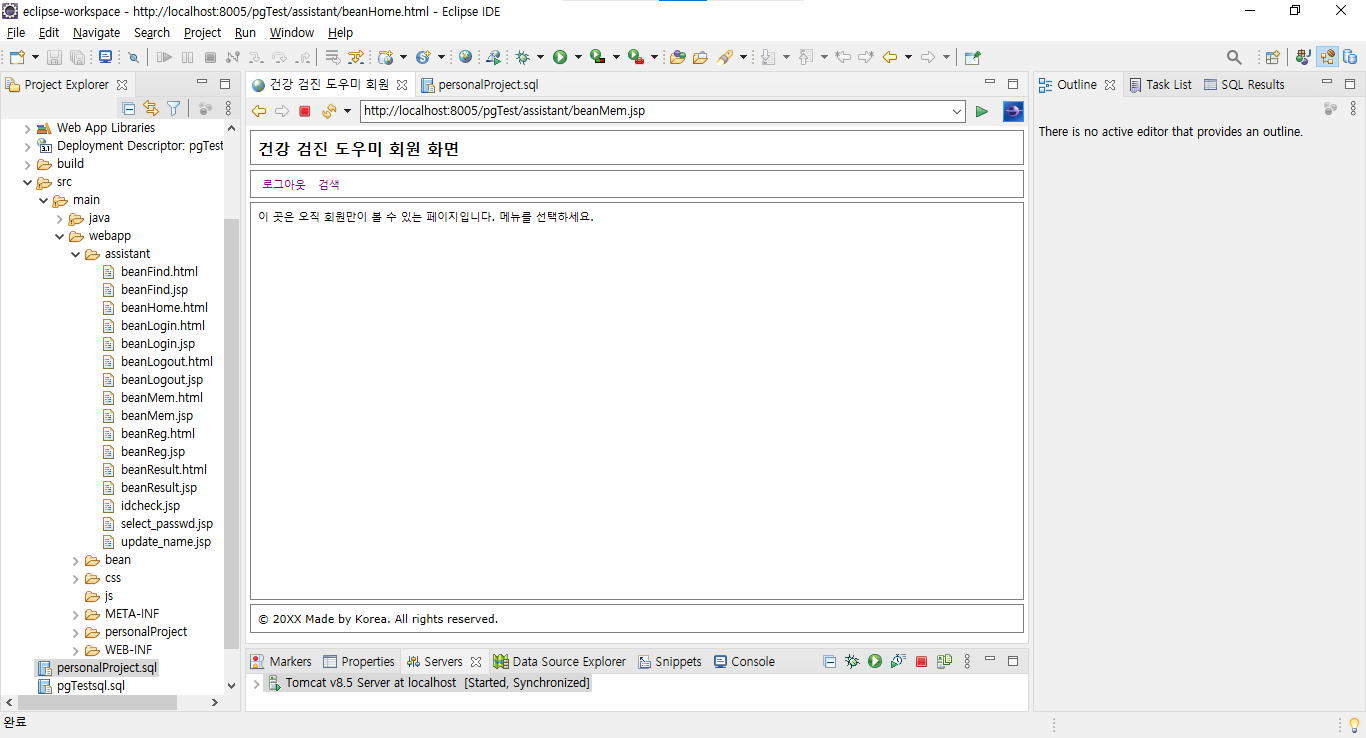 eclipse-workspace - http://localhost:8005/pgTest/assistant/beanHome.html - Eclipse IDE
File Edit Navigate Search Project Run Window Help
Project Explorer
Web App Libraries
Deployment Descriptor: pgTest
build
src
main
java
webapp
assistant
beanFind.html
beanFind.jsp
beanHome.html
beanLogin.html
beanLogin.jsp
beanLogout.html
beanLogout.jsp
beanMem.html
beanMem.jsp
beanReg.html
beanReg.jsp
beanResult.html
beanResult.jsp
idcheck.jsp
select_passwd.jsp
update_name.jsp
bean
css
js
META-INF
personalProject
WEB-INF
personalProject.sql
pgTestsql.sql
건강 검진 도우미 회원 personalProject.sql
http://localhost:8005/pgTest/assistant/beanMem.jsp
건강 검진 도우미 회원 화면
로그아웃 검색
이 곳은 오직 회원만이 볼 수 있는 페이지입니다. 메뉴를 선택하세요.
© 20XX Made by Korea. All rights reserved.
Markers Properties Servers Data Source Explorer Snippets Console
Tomcat v8.5 Server at localhost [Started, Synchronized]
Outline Task List SQL Results
There is no active editor that provides an outline.
완료